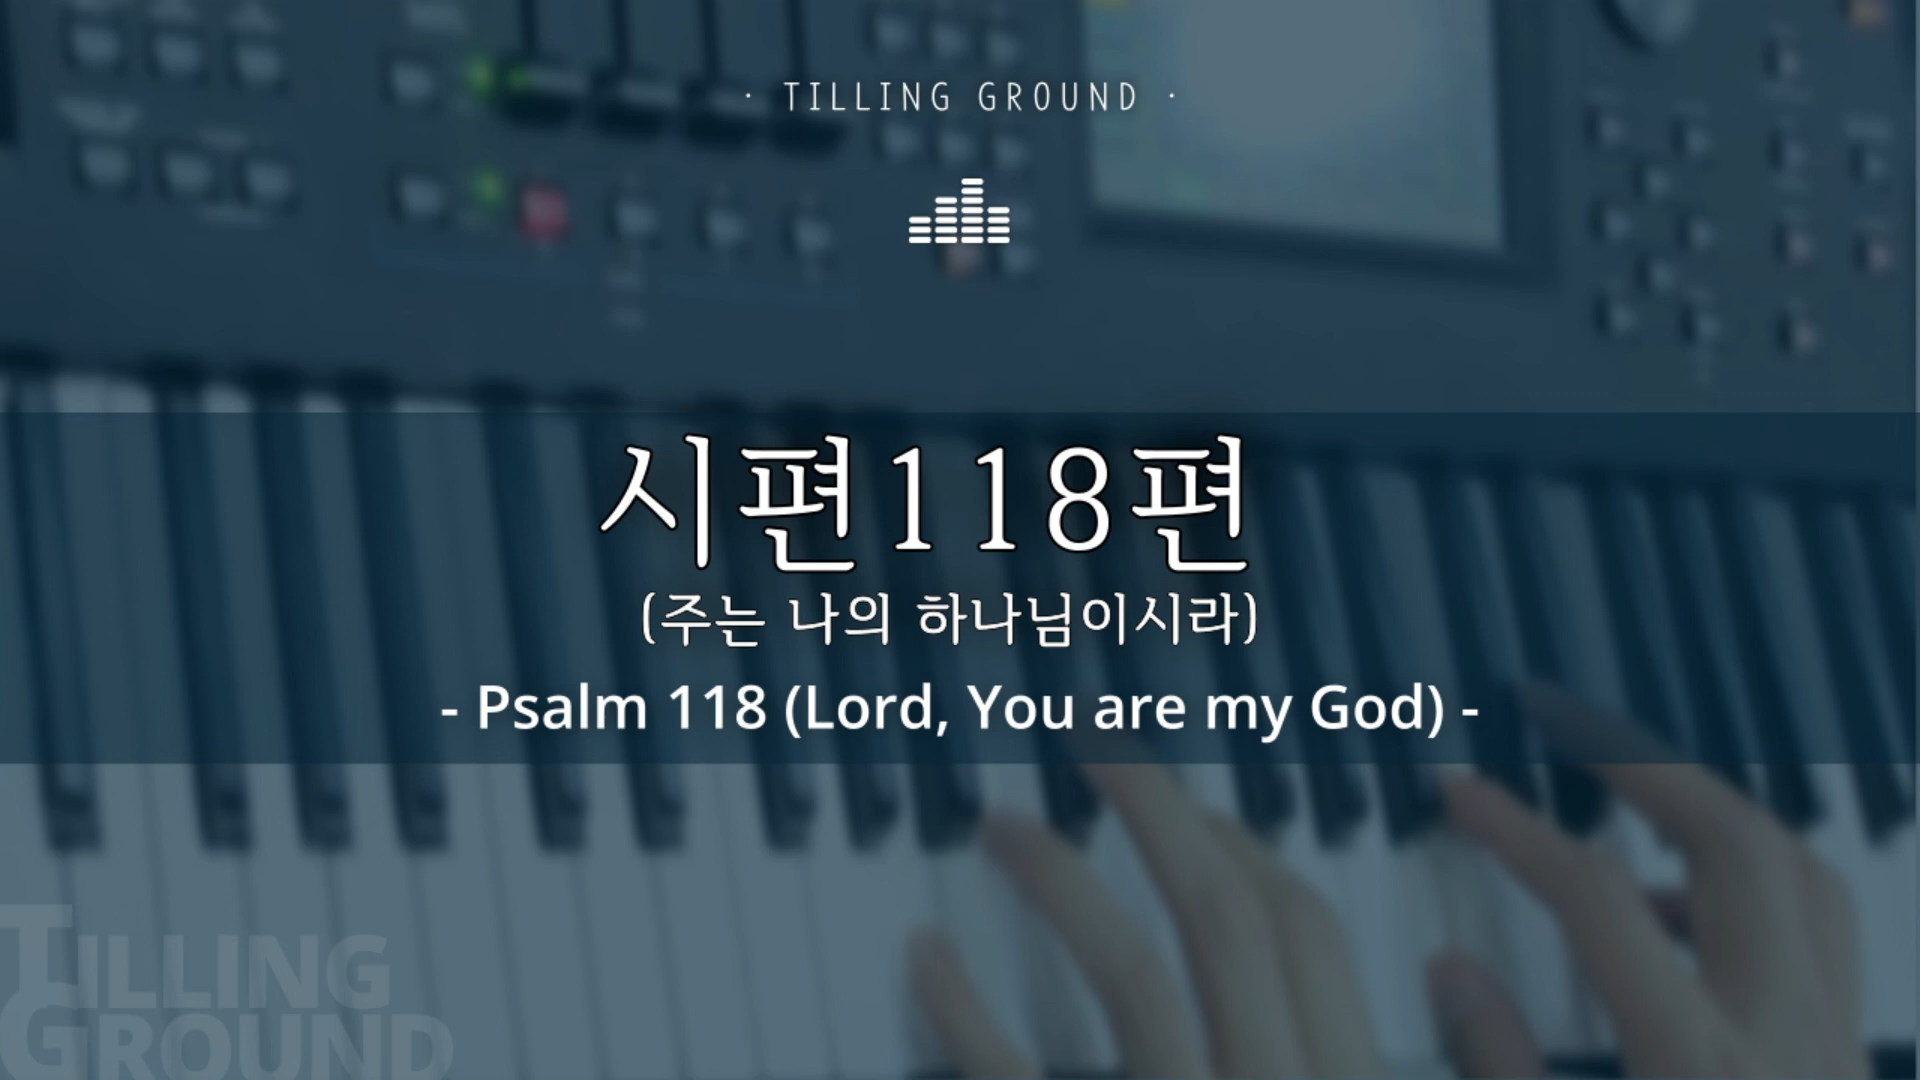 · TILLING GROUND ·
시편118편
(주는 나의 하나님이시라)
- Psalm 118 (Lord, You are my God) -
TILLING
GROUND